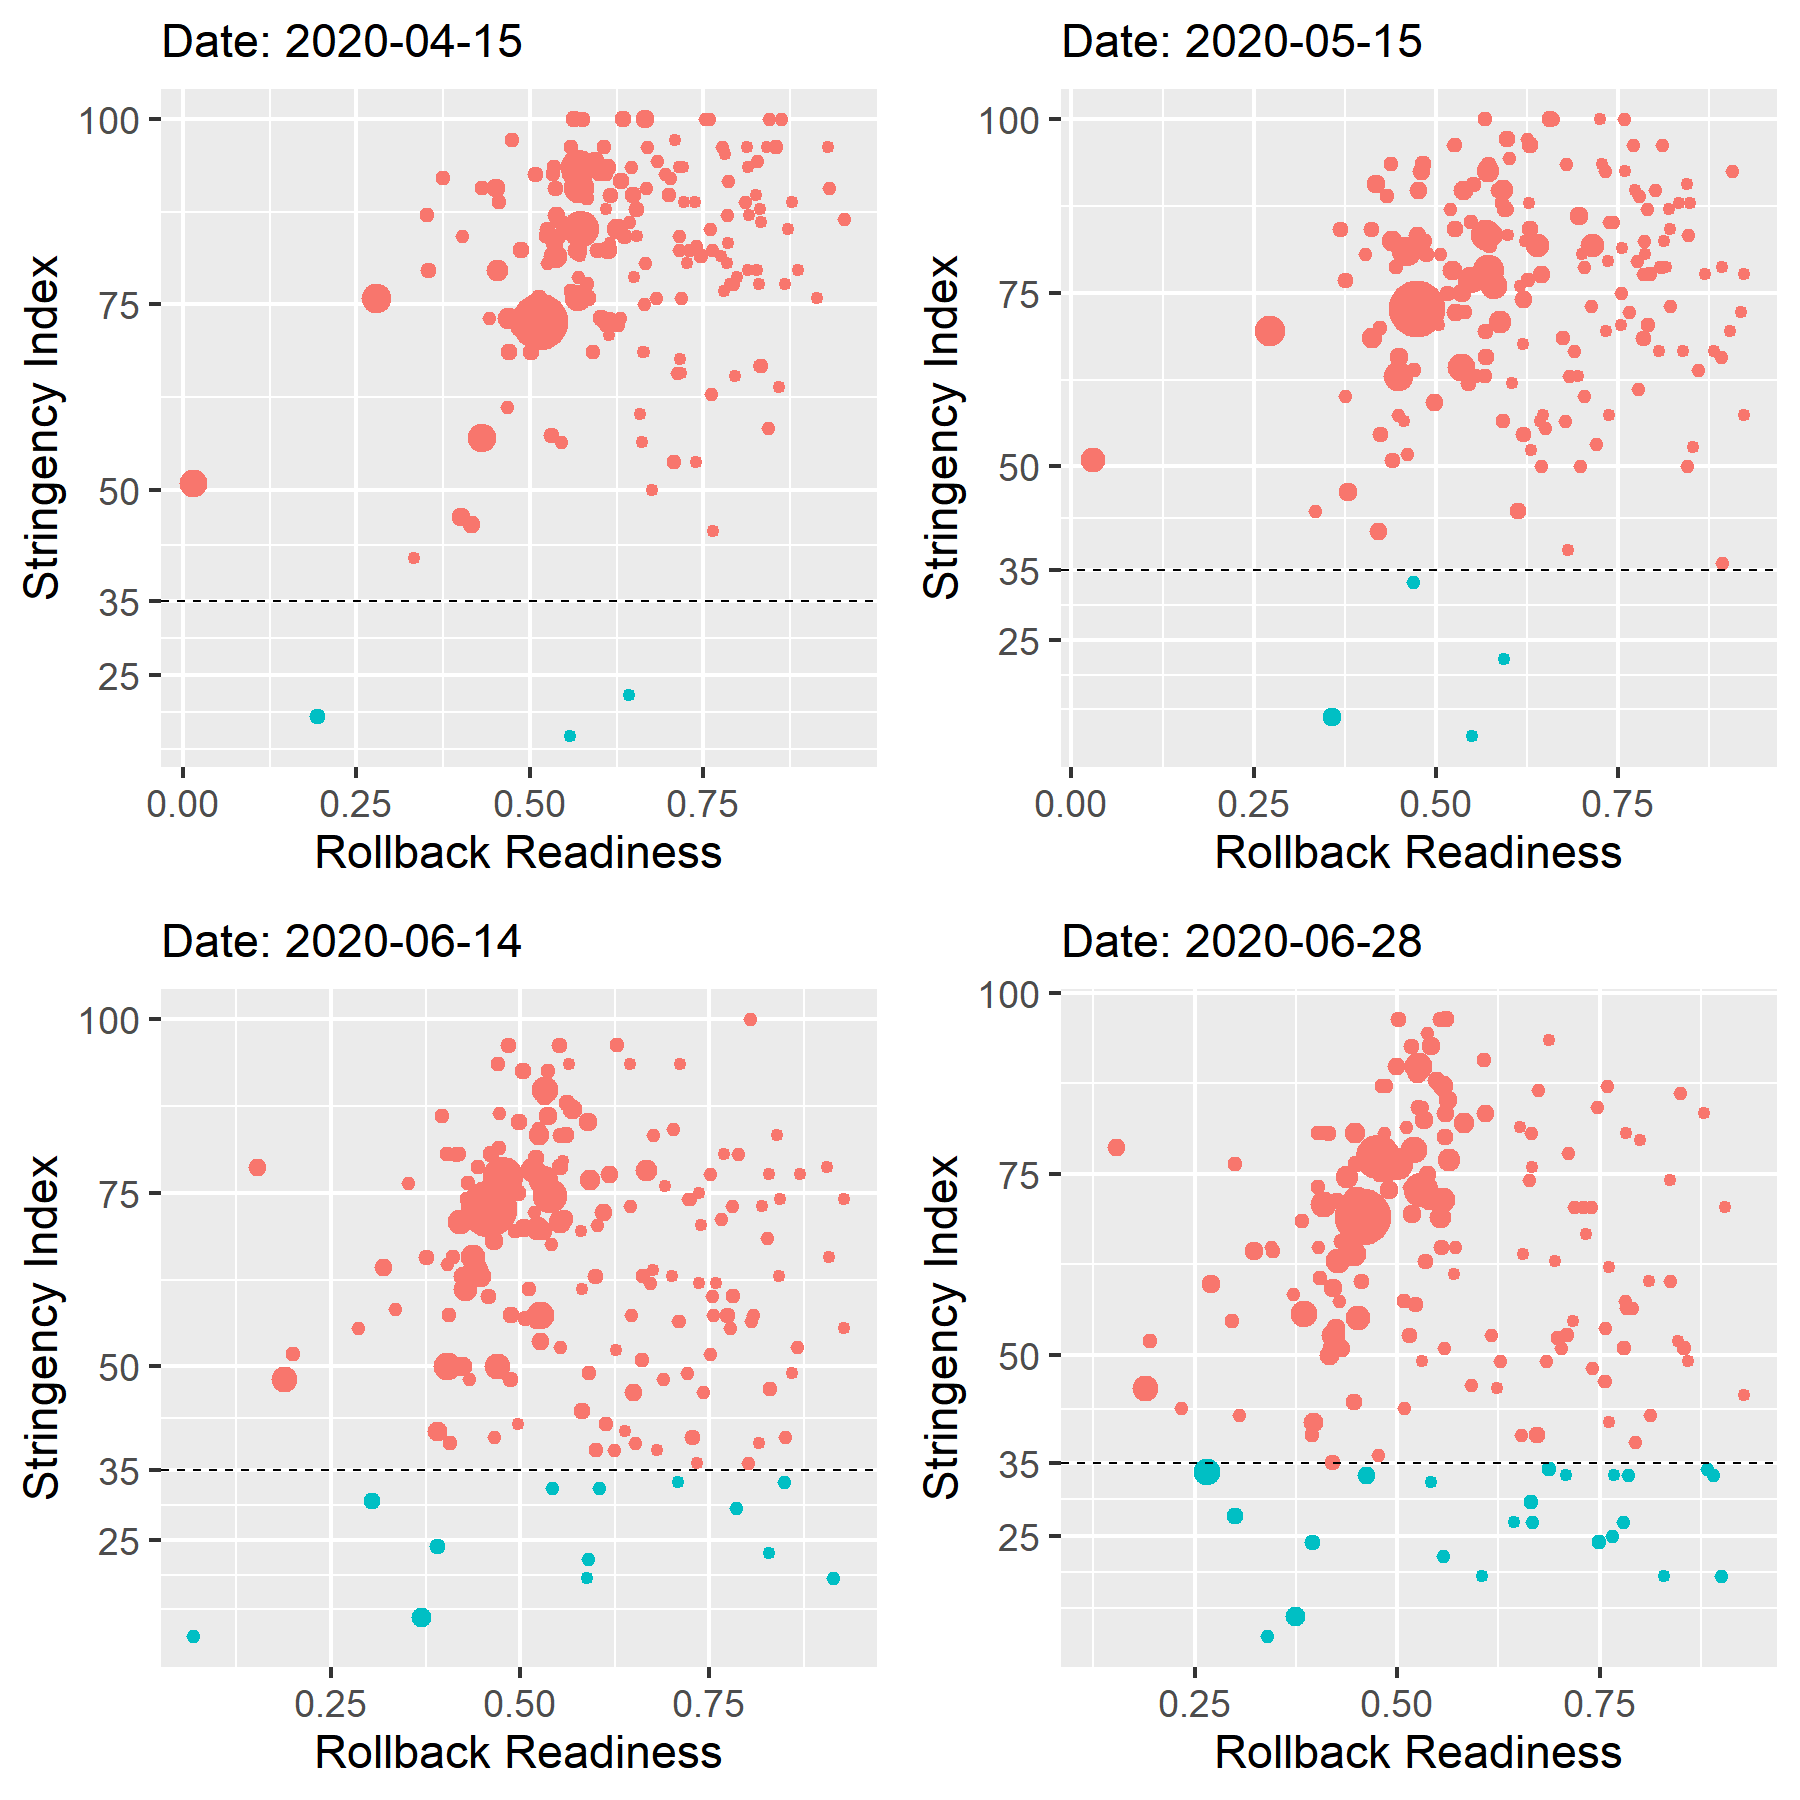 Date: 2020-04-15
Stringency Index
100
75
50
35
25
0.00 0.25 0.50 0.75
Rollback Readiness
Date: 2020-05-15
Stringency Index
100
75
50
35
25
0.00 0.25 0.50 0.75
Rollback Readiness
Date: 2020-06-14
Stringency Index
100
75
50
35
25
0.25 0.50 0.75
Rollback Readiness
Date: 2020-06-28
Stringency Index
100
75
50
35
25
0.25 0.50 0.75
Rollback Readiness